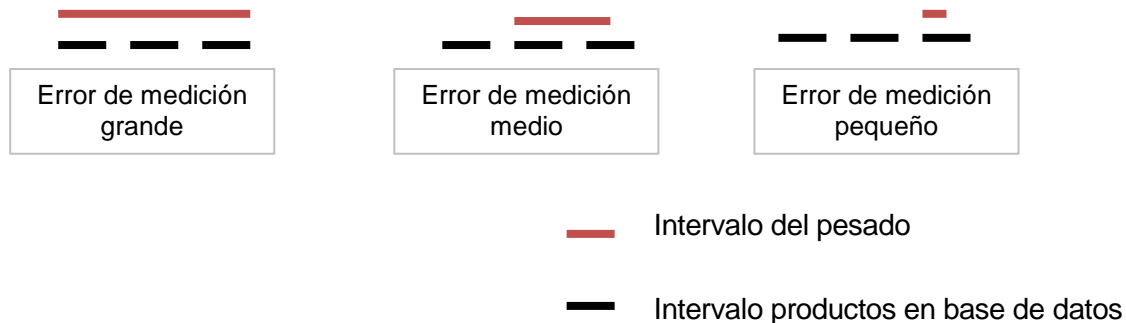 Error de medición
grande
Error de medición
medio
Error de medición
pequeño
Intervalo del pesado
Intervalo productos en base de datos